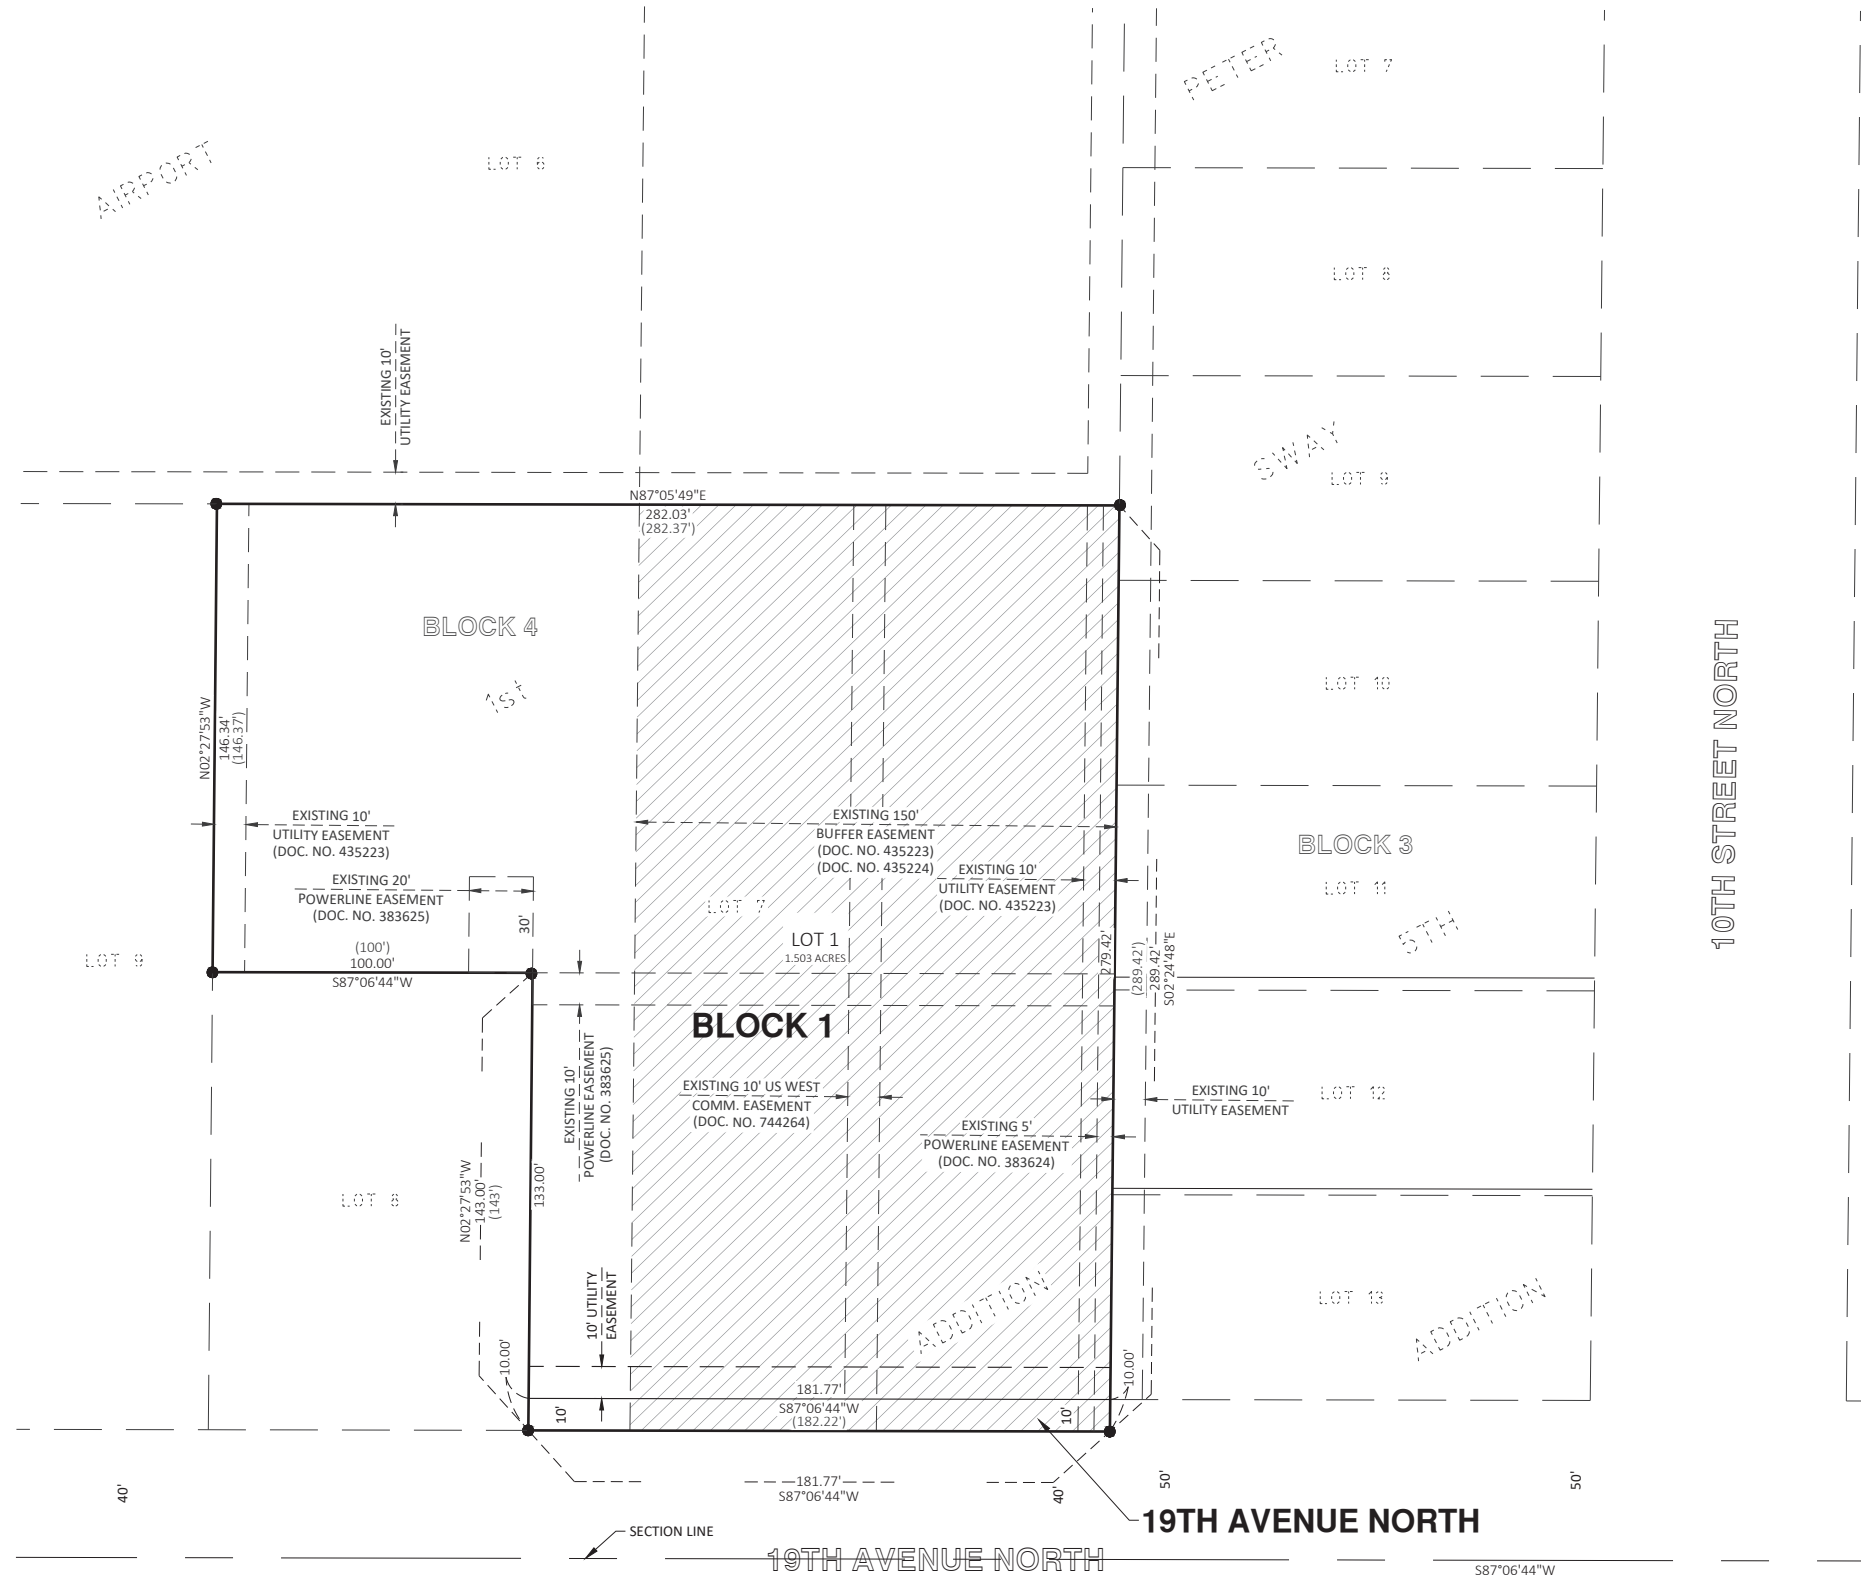 PETER
LOT 7
AIRPORT
LOT 6
LOT 8
EXISTING 10'
UTILITY EASEMENT
SWAY
LOT 9
N87°05'49"E
282.03'
(282.37')
BLOCK 4
1st
LOT 10
10TH STREET NORTH
N02°27'53"W
146.34'
(146.37')
EXISTING 10'
UTILITY EASEMENT
(DOC. NO. 435223)
EXISTING 150'
BUFFER EASEMENT
(DOC. NO. 435223)
(DOC. NO. 435224)
BLOCK 3
LOT 11
EXISTING 20'
POWERLINE EASEMENT
(DOC. NO. 383625)
30'
EXISTING 10'
UTILITY EASEMENT
(DOC. NO. 435223)
LOT 7
LOT 1
1.503 ACRES
5TH
LOT 9
(100')
100.00'
S87°06'44"W
279.42'
(289.42')
289.42'
S02°24'48"E
BLOCK 1
EXISTING 10'
POWERLINE EASEMENT
(DOC. NO. 383625)
EXISTING 10' US WEST
COMM. EASEMENT
(DOC. NO. 744264)
EXISTING 10'
UTILITY EASEMENT
LOT 12
EXISTING 5'
POWERLINE EASEMENT
(DOC. NO. 383624)
LOT 8
N02°27'53"W
143.00'
(143')
133.00'
10' UTILITY
EASEMENT
ADDITION
LOT 13
ADDITION
10.00'
10.00'
181.77'
S87°06'44"W
(182.22')
10'
10'
181.77'
S87°06'44"W
40'
40'
50'
50'
19TH AVENUE NORTH
SECTION LINE
19TH AVENUE NORTH
S87°06'44"W